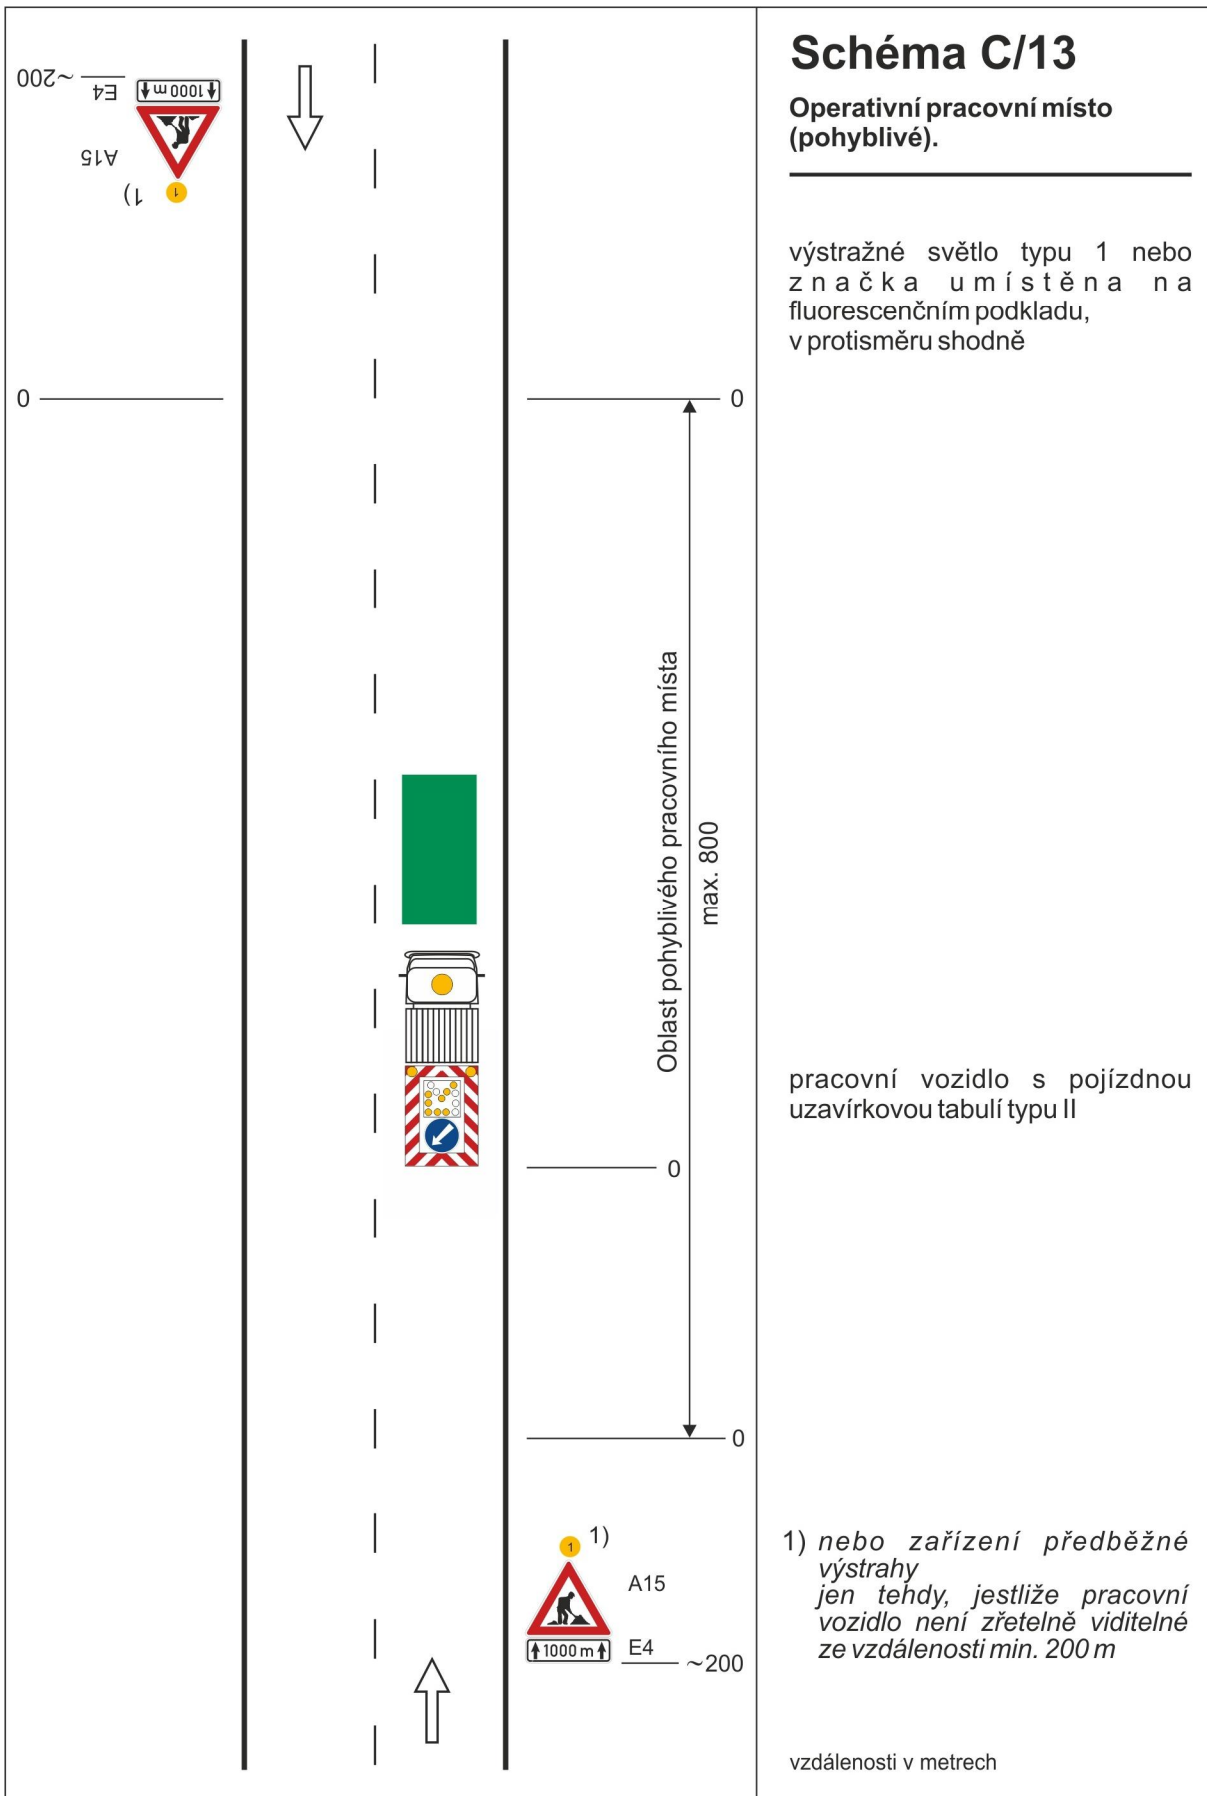 Schéma C/13
Operativní pracovní místo
(pohyblivé).
výstražné světlo typu 1 nebo
značka umístěna na
fluorescenčním podkladu,
v protisměru shodně
~200
E4
1000 m
A15
1)
1
0
0
Oblast pohyblivého pracovního místa
max. 800
pracovní vozidlo s pojízdnou
uzavírkovou tabulí typu II
0
0
1)
1
A15
1000 m
E4
~200
1) nebo zařízení předběžné
výstrahy
jen tehdy, jestliže pracovní
vozidlo není zřetelně viditelné
ze vzdálenosti min. 200 m
vzdálenosti v metrech